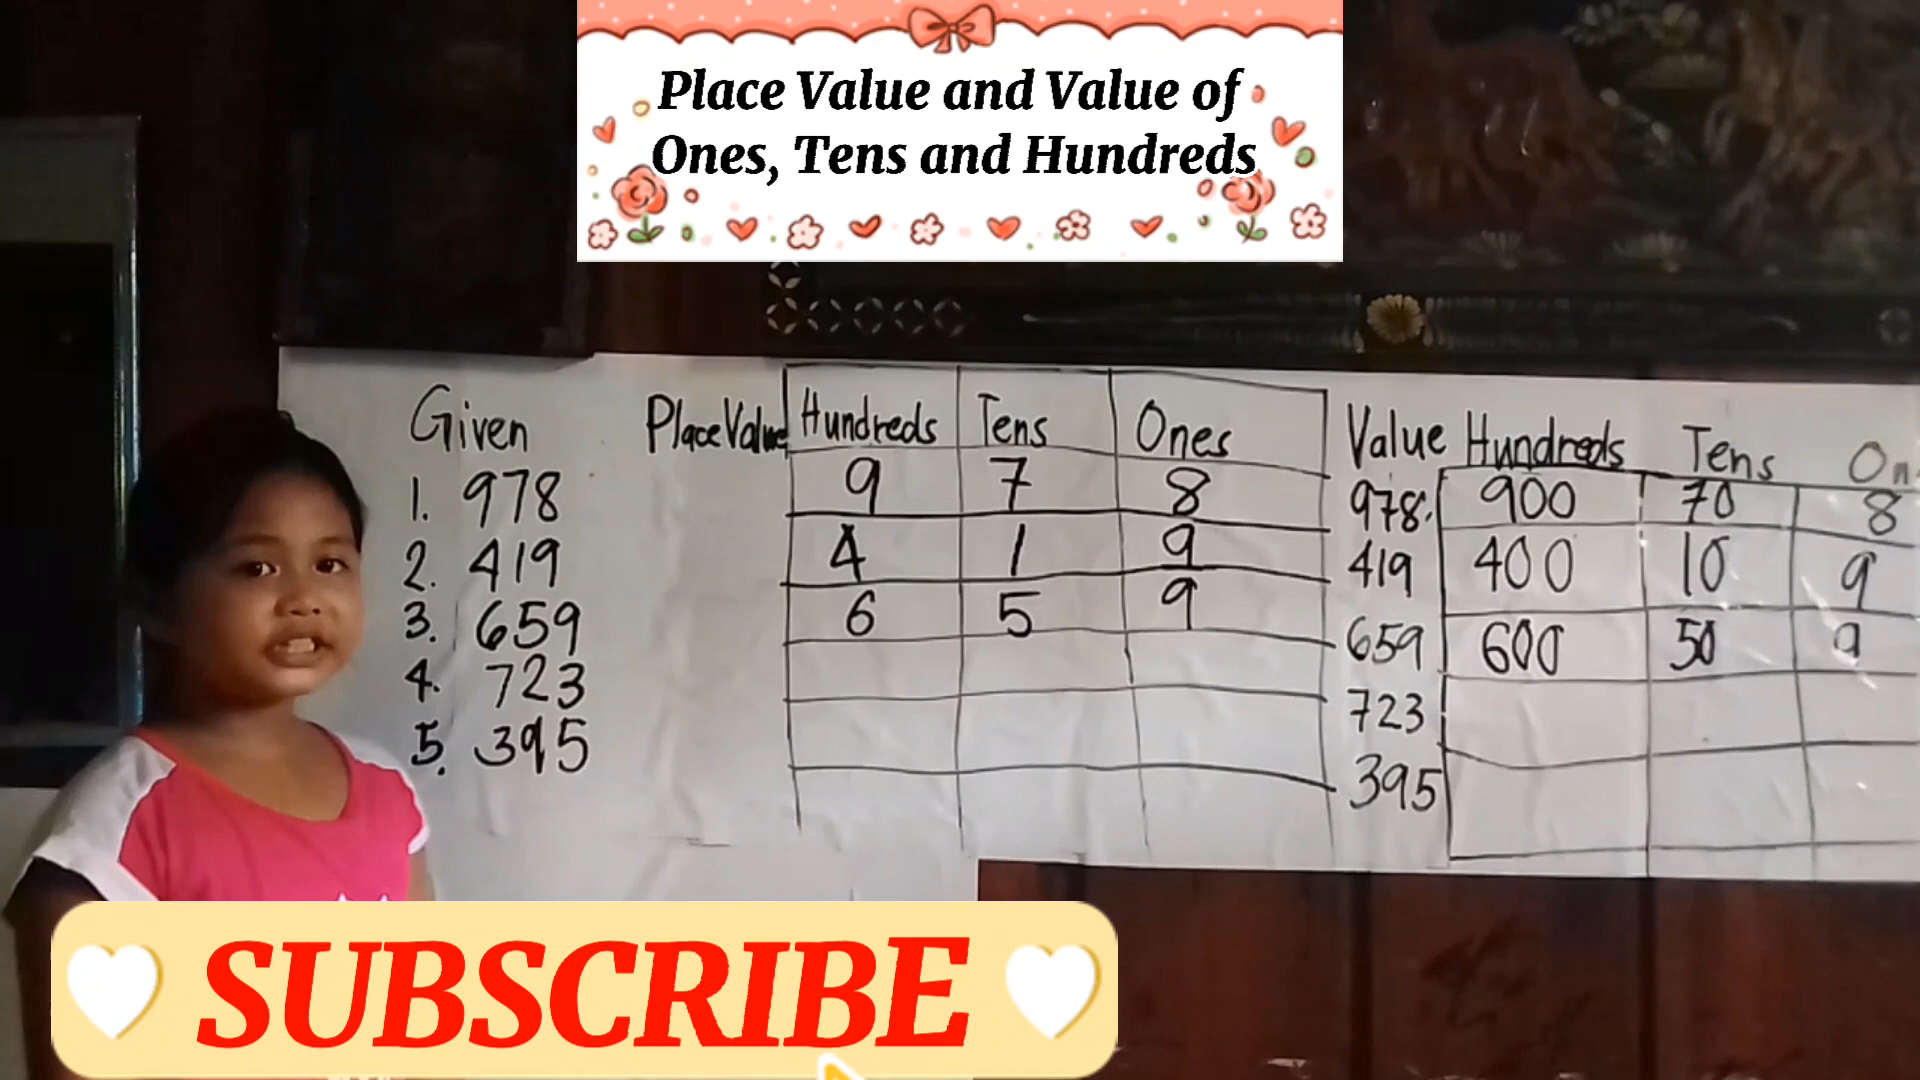 Place Value and Value of
Ones, Tens and Hundreds
Given
1. 978
2. 419
3. 659
4. 723
5. 395
Place Value Hundreds Tens Ones
9 7 8
4 1 9
6 5 9
Value Hundreds Tens On
978 900 70 8
419 400 10 9
659 600 50 9
723
395
SUBSCRIBE